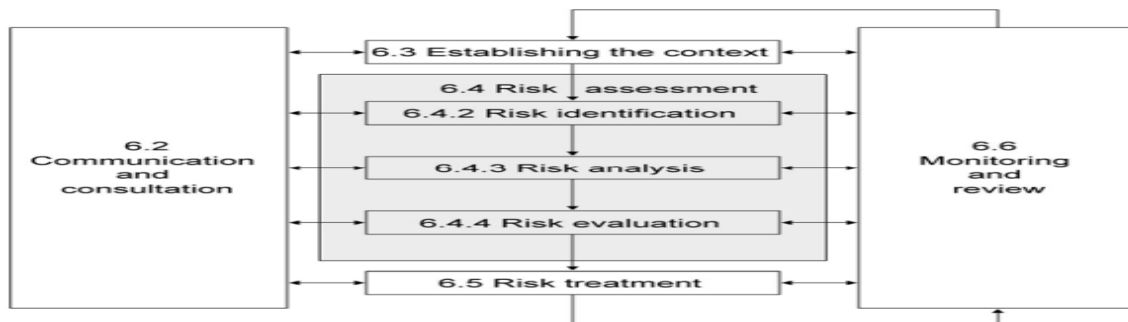 6.3 Establishing the context
6.4 Risk assessment
6.4.2 Risk identification
6.2
Communication
and
consultation
6.4.3 Risk analysis
6.6
Monitoring
and
review
6.4.4 Risk evaluation
6.5 Risk treatment